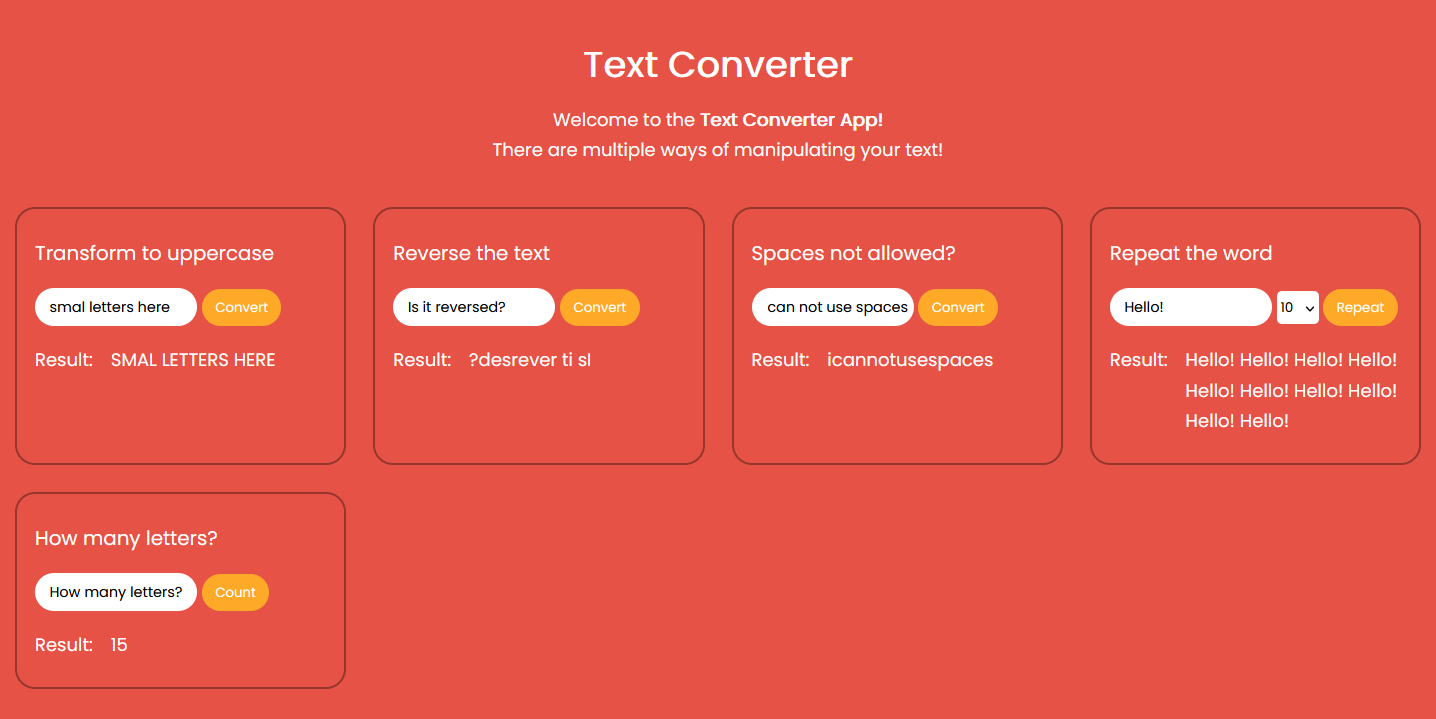 Text Converter
Welcome to the Text Converter App!
There are multiple ways of manipulating your text!
Transform to uppercase
smal letters here Convert
Result: SMAL LETTERS HERE
Reverse the text
Is it reversed? Convert
Result: ?desrever ti sI
Spaces not allowed?
can not use spaces Convert
Result: icannotusespaces
Repeat the word
Hello! 10 Repeat
Result: Hello! Hello! Hello! Hello!
Hello! Hello! Hello! Hello!
Hello! Hello!
How many letters?
How many letters? Count
Result: 15